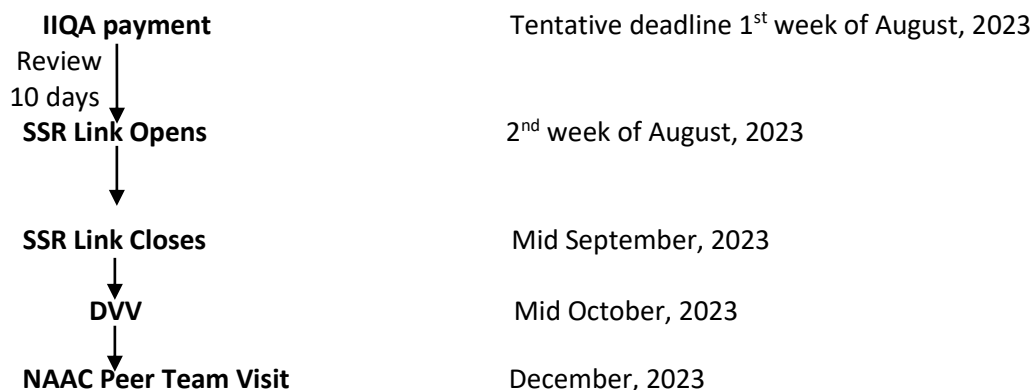 IIQA payment Tentative deadline 1st week of August, 2023
Review
10 days
SSR Link Opens 2nd week of August, 2023
SSR Link Closes Mid September, 2023
DVV Mid October, 2023
NAAC Peer Team Visit December, 2023